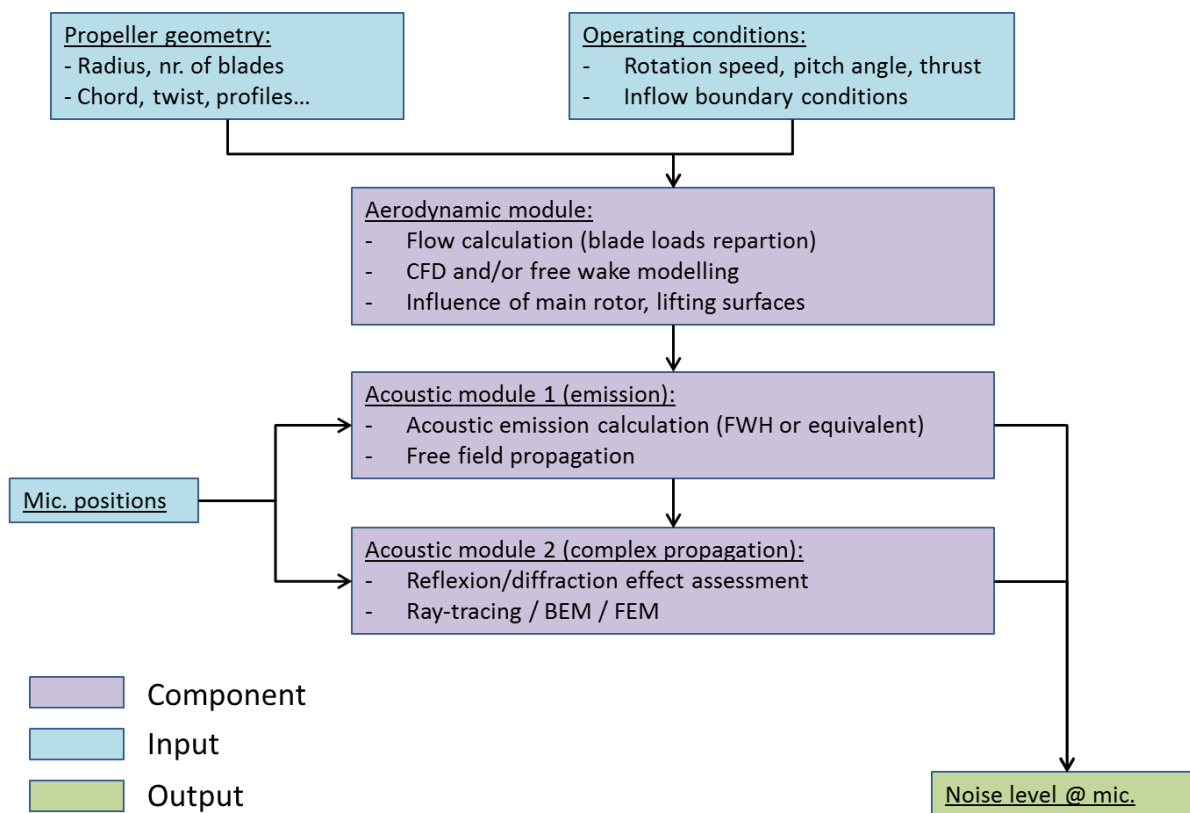 Propeller geometry:
- Radius, nr. of blades
- Chord, twist, profiles…
Operating conditions:
- Rotation speed, pitch angle, thrust
- Inflow boundary conditions
Aerodynamic module:
- Flow calculation (blade loads repartion)
- CFD and/or free wake modelling
- Influence of main rotor, lifting surfaces
Acoustic module 1 (emission):
- Acoustic emission calculation (FWH or equivalent)
- Free field propagation
Mic. positions
Acoustic module 2 (complex propagation):
- Reflexion/diffraction effect assessment
- Ray-tracing / BEM / FEM
Component
Input
Output
Noise level @ mic.